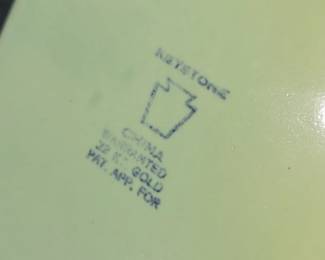 KEYSTONE
CHINA
WARRANTED
22 K. GOLD
PAT. APP. FOR